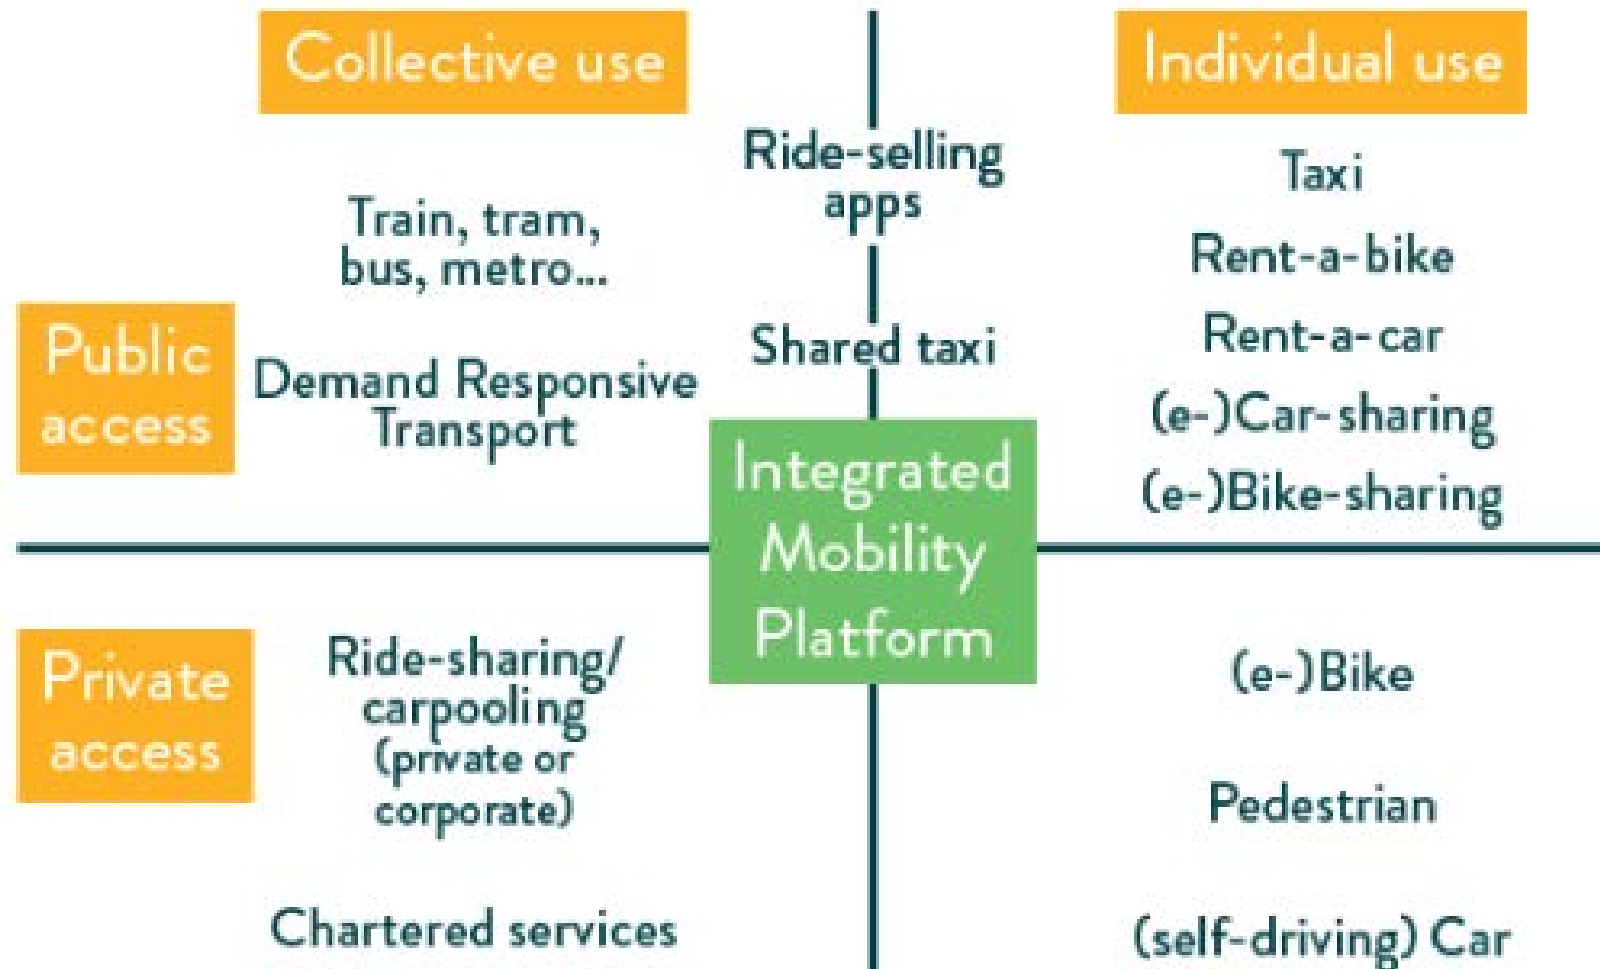 Collective use
Individual use
Ride-selling
apps
Taxi
Train, tram,
bus, metro...
Rent-a-bike
Public
access
Shared taxi
Rent-a-car
Demand Responsive
Transport
(e-)Car-sharing
(e-)Bike-sharing
Integrated
Mobility
Platform
Private
access
Ride-sharing/
carpooling
(private or
corporate)
(e-)Bike
Pedestrian
Chartered services
(self-driving) Car